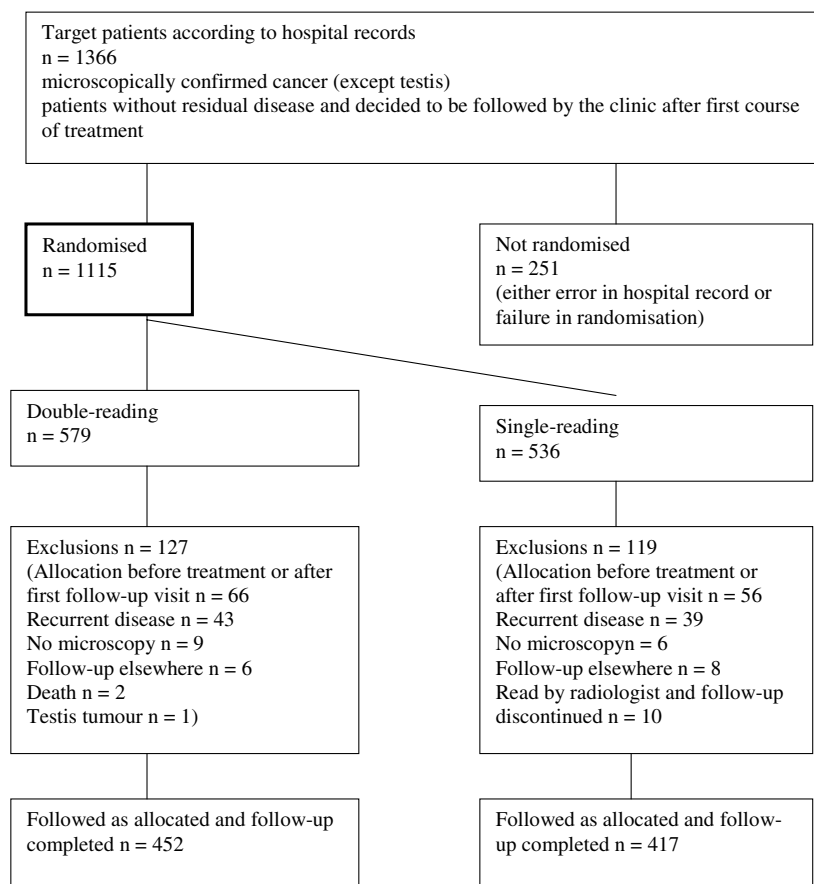 Target patients according to hospital records
n = 1366
microscopically confirmed cancer (except testis)
patients without residual disease and decided to be followed by the clinic after first course
of treatment
Randomised
n = 1115
Not randomised
n = 251
(either error in hospital record or
failure in randomisation)
Double-reading
n = 579
Single-reading
n = 536
Exclusions n = 127
(Allocation before treatment or after
first follow-up visit n = 66
Recurrent disease n = 43
No microscopy n = 9
Follow-up elsewhere n = 6
Death n = 2
Testis tumour n = 1)
Exclusions n = 119
(Allocation before treatment or
after first follow-up visit n = 56
Recurrent disease n = 39
No microscopyn = 6
Follow-up elsewhere n = 8
Read by radiologist and follow-up
discontinued n = 10
Followed as allocated and follow-up
completed n = 452
Followed as allocated and follow-
up completed n = 417